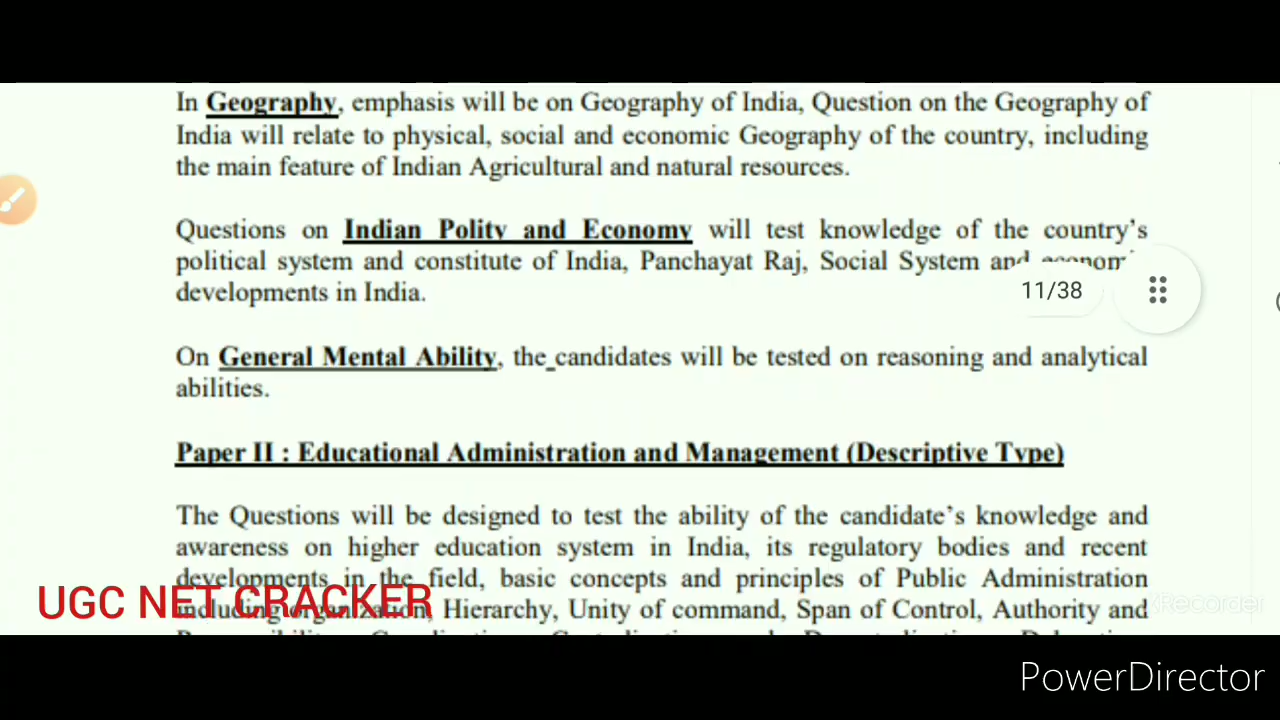 In Geography, emphasis will be on Geography of India, Question on the Geography of
India will relate to physical, social and economic Geography of the country, including
the main feature of Indian Agricultural and natural resources.
Questions on Indian Polity and Economy will test knowledge of the country's
political system and constitute of India, Panchayat Raj, Social System and
11/38
developments in India.
On General Mental Ability, the candidates will be tested on reasoning and analytical
abilities.
Paper II : Educational Administration and Management (Descriptive Type)
The Questions will be designed to test the ability of the candidate's knowledge and
awareness on higher education system in India, its regulatory bodies and recent
developments in the field, basic concepts and principles of Public Administration
UGC NET CRACKER
including organization, Hierarchy, Unity of command, Span of Control, Authority and
XRecorder
PowerDirector